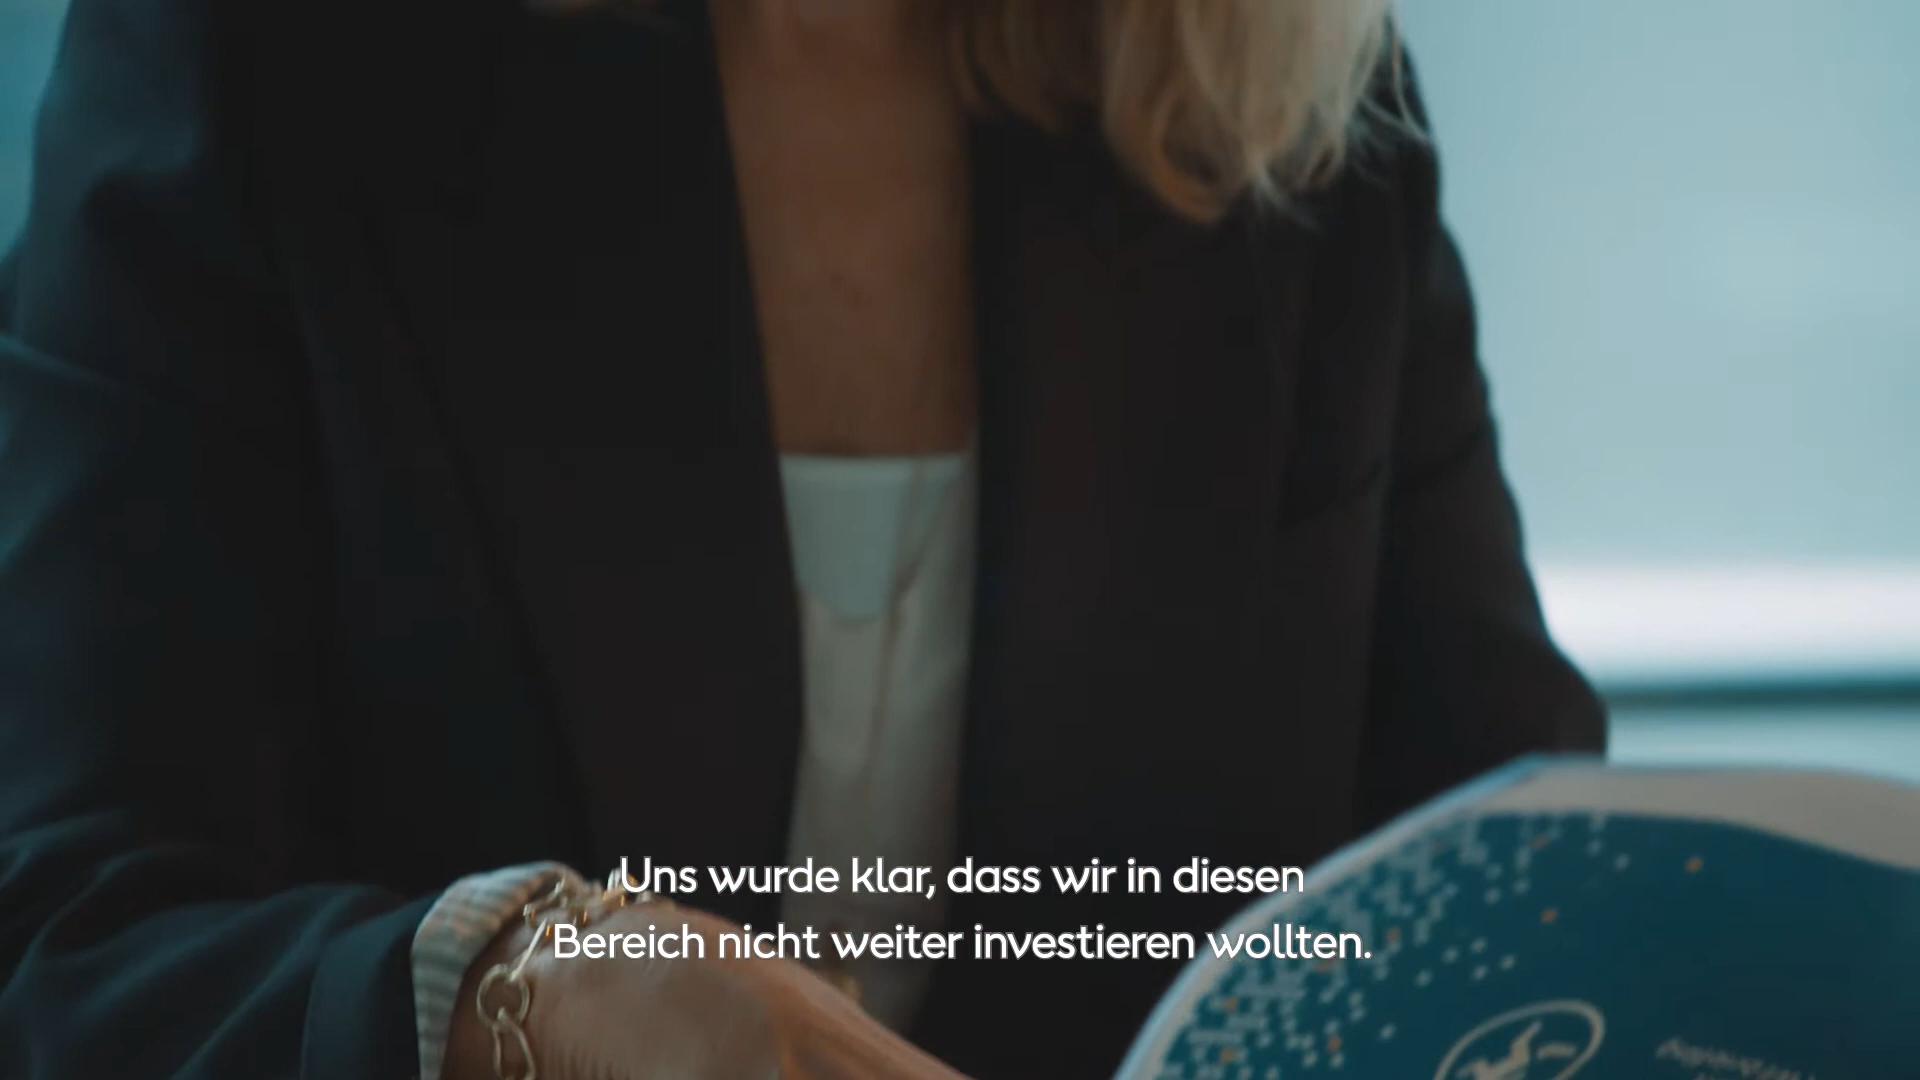 Uns wurde klar, dass wir in diesen
Bereich nicht weiter investieren wollten.